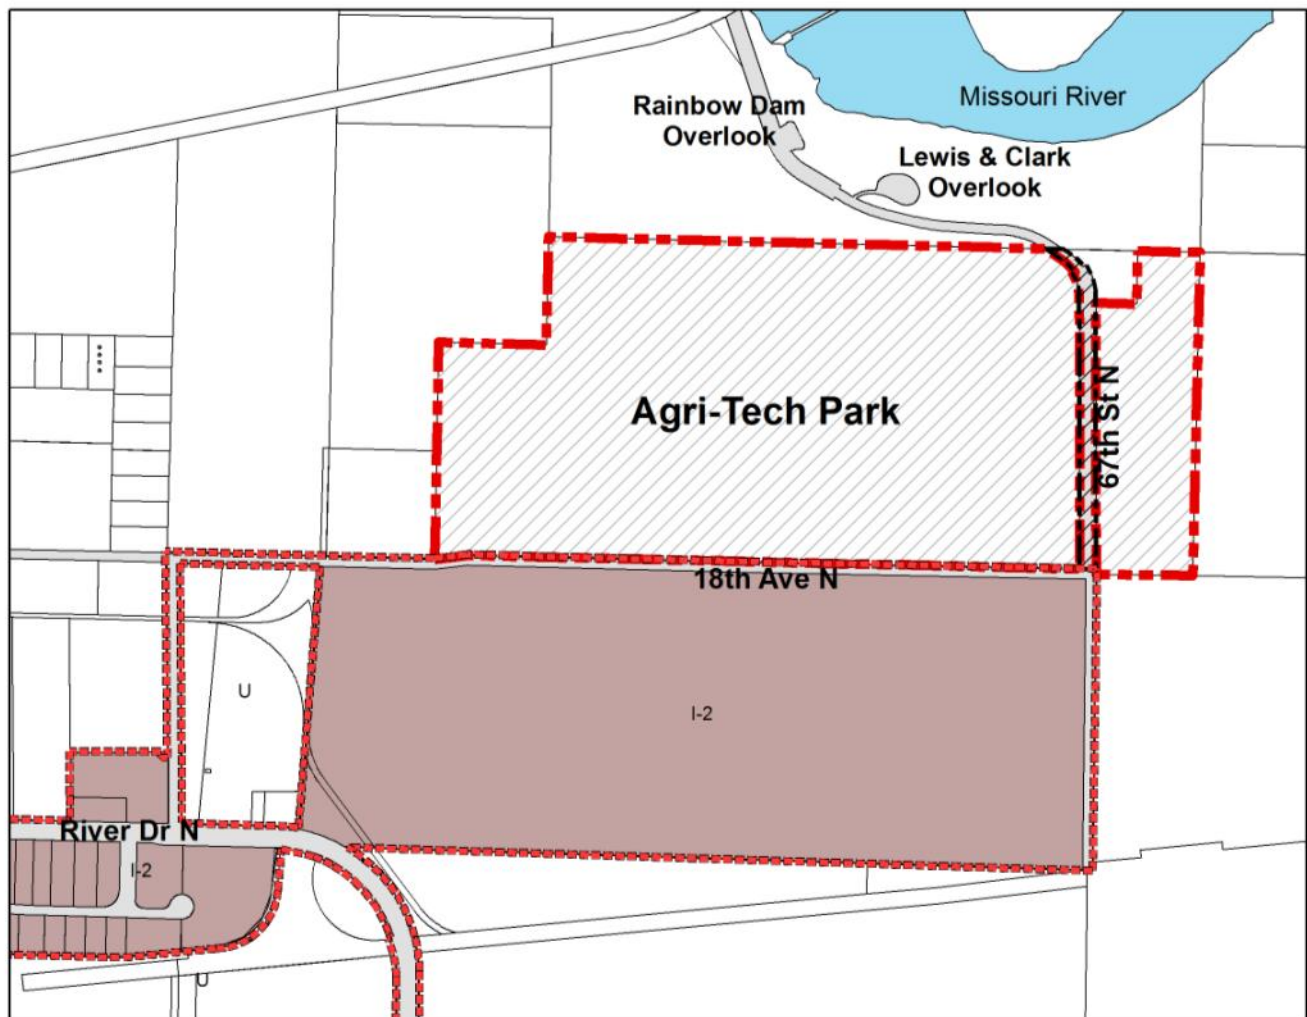 Missouri River
Rainbow Dam
Overlook
Lewis & Clark
Overlook
Agri-Tech Park
67th St N
18th Ave N
U
I-2
River Dr N
I-2
U